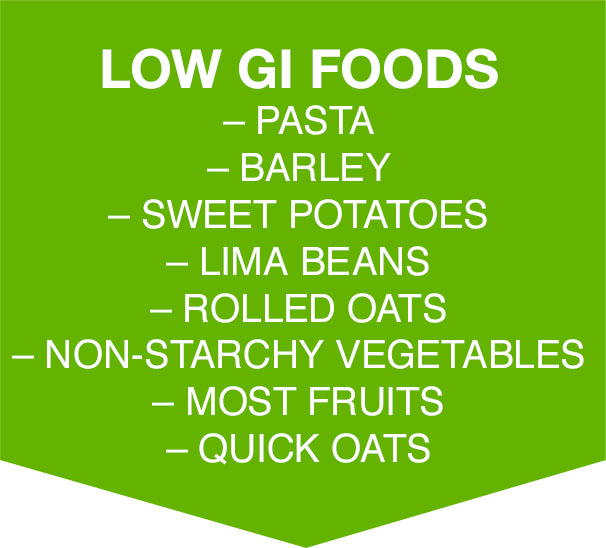 LOW GI FOODS
– PASTA
– BARLEY
– SWEET POTATOES
– LIMA BEANS
– ROLLED OATS
– NON-STARCHY VEGETABLES
– MOST FRUITS
– QUICK OATS